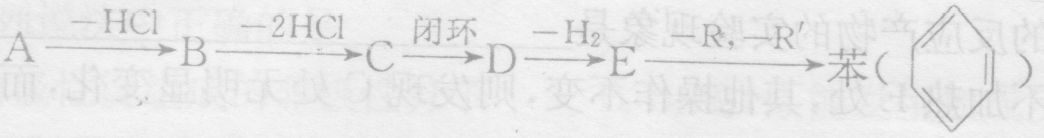 A —HCl→ B —2HCl→ C 闭环→ D —H₂→ E —R, —R′→ 苯( )